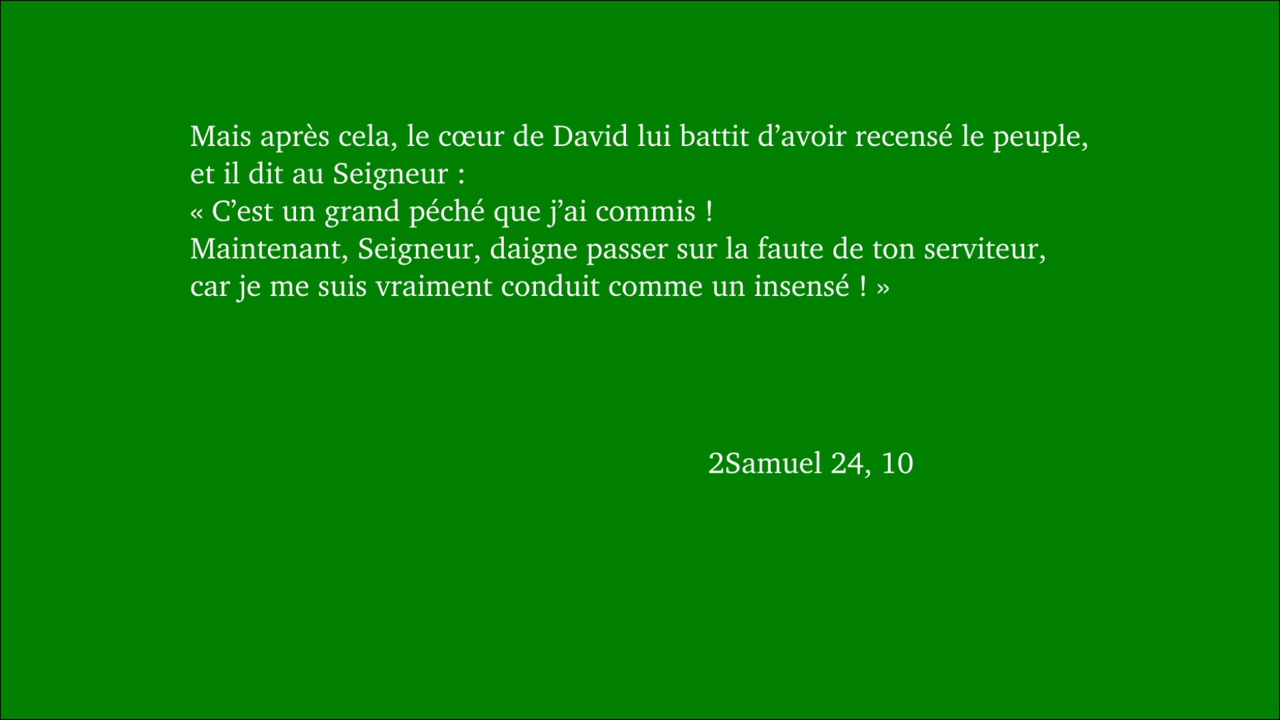 Mais après cela, le cœur de David lui battit d’avoir recensé le peuple,
et il dit au Seigneur :
« C’est un grand péché que j’ai commis !
Maintenant, Seigneur, daigne passer sur la faute de ton serviteur,
car je me suis vraiment conduit comme un insensé ! »
2Samuel 24, 10